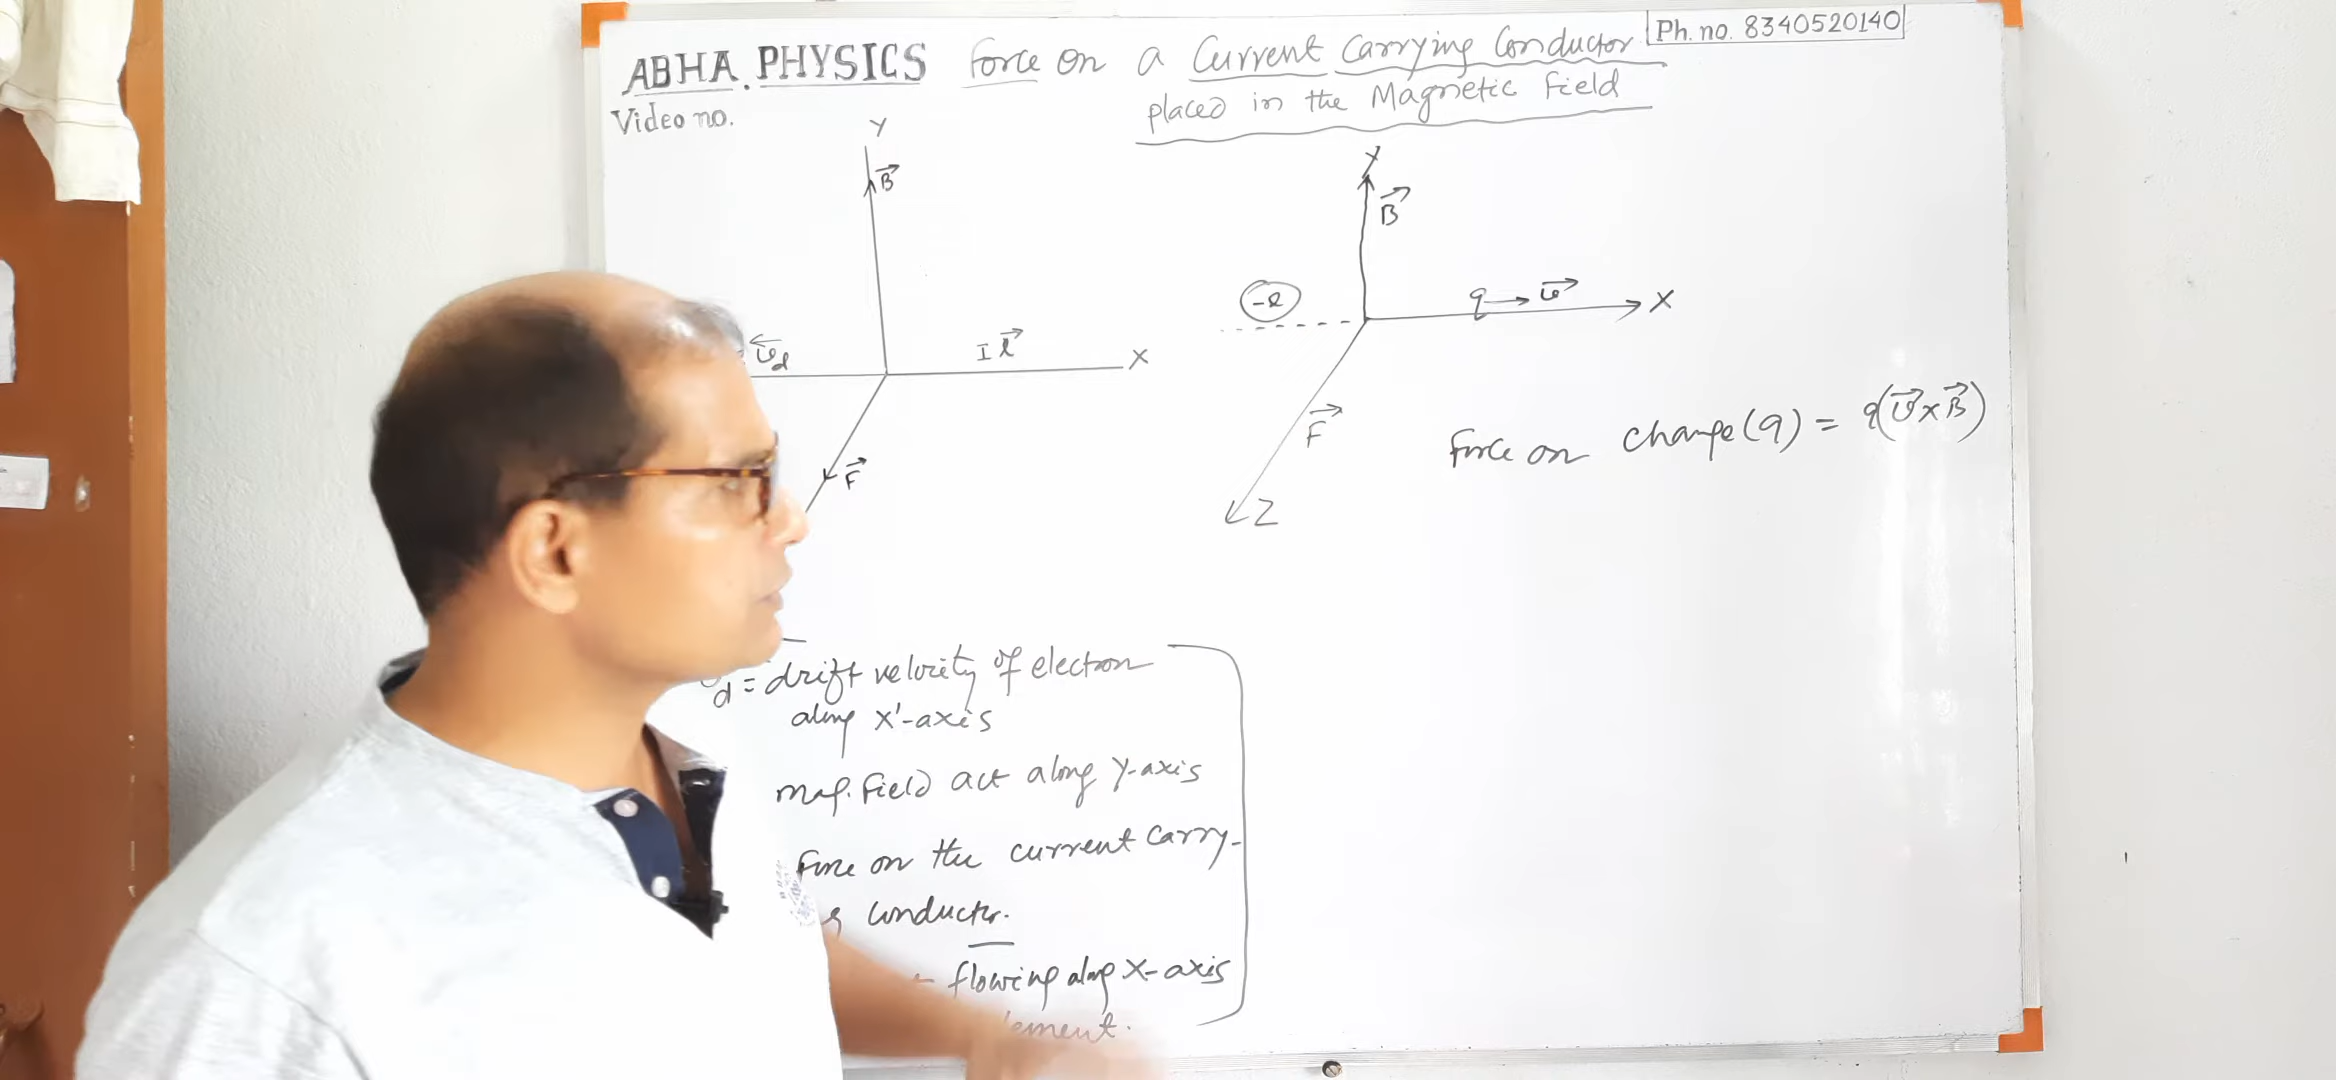 ABHA PHYSICS Force on a Current Carrying Conductor
placed in the Magnetic Field
Ph. no. 8340520140
Video no.
Y
B
v d
I l
X
F
Y
B
-e
q v
X
F
Z
Force on charge (q) = q(v × B)
d = drift velocity of electron
along x'-axis
mag. field act along y-axis
Force on the current carry-
g conductor.
flowing along x-axis
lement.